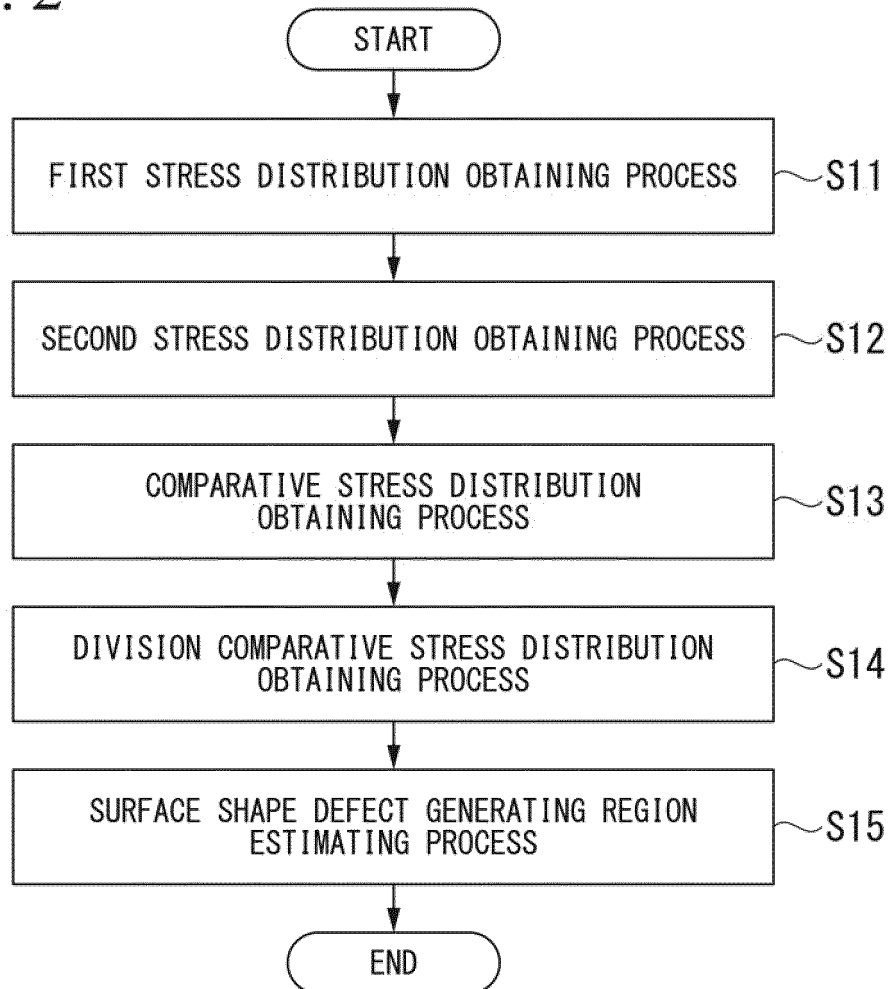 . 2
START
FIRST STRESS DISTRIBUTION OBTAINING PROCESS
S11
SECOND STRESS DISTRIBUTION OBTAINING PROCESS
S12
COMPARATIVE STRESS DISTRIBUTION
OBTAINING PROCESS
S13
DIVISION COMPARATIVE STRESS DISTRIBUTION
OBTAINING PROCESS
S14
SURFACE SHAPE DEFECT GENERATING REGION
ESTIMATING PROCESS
S15
END